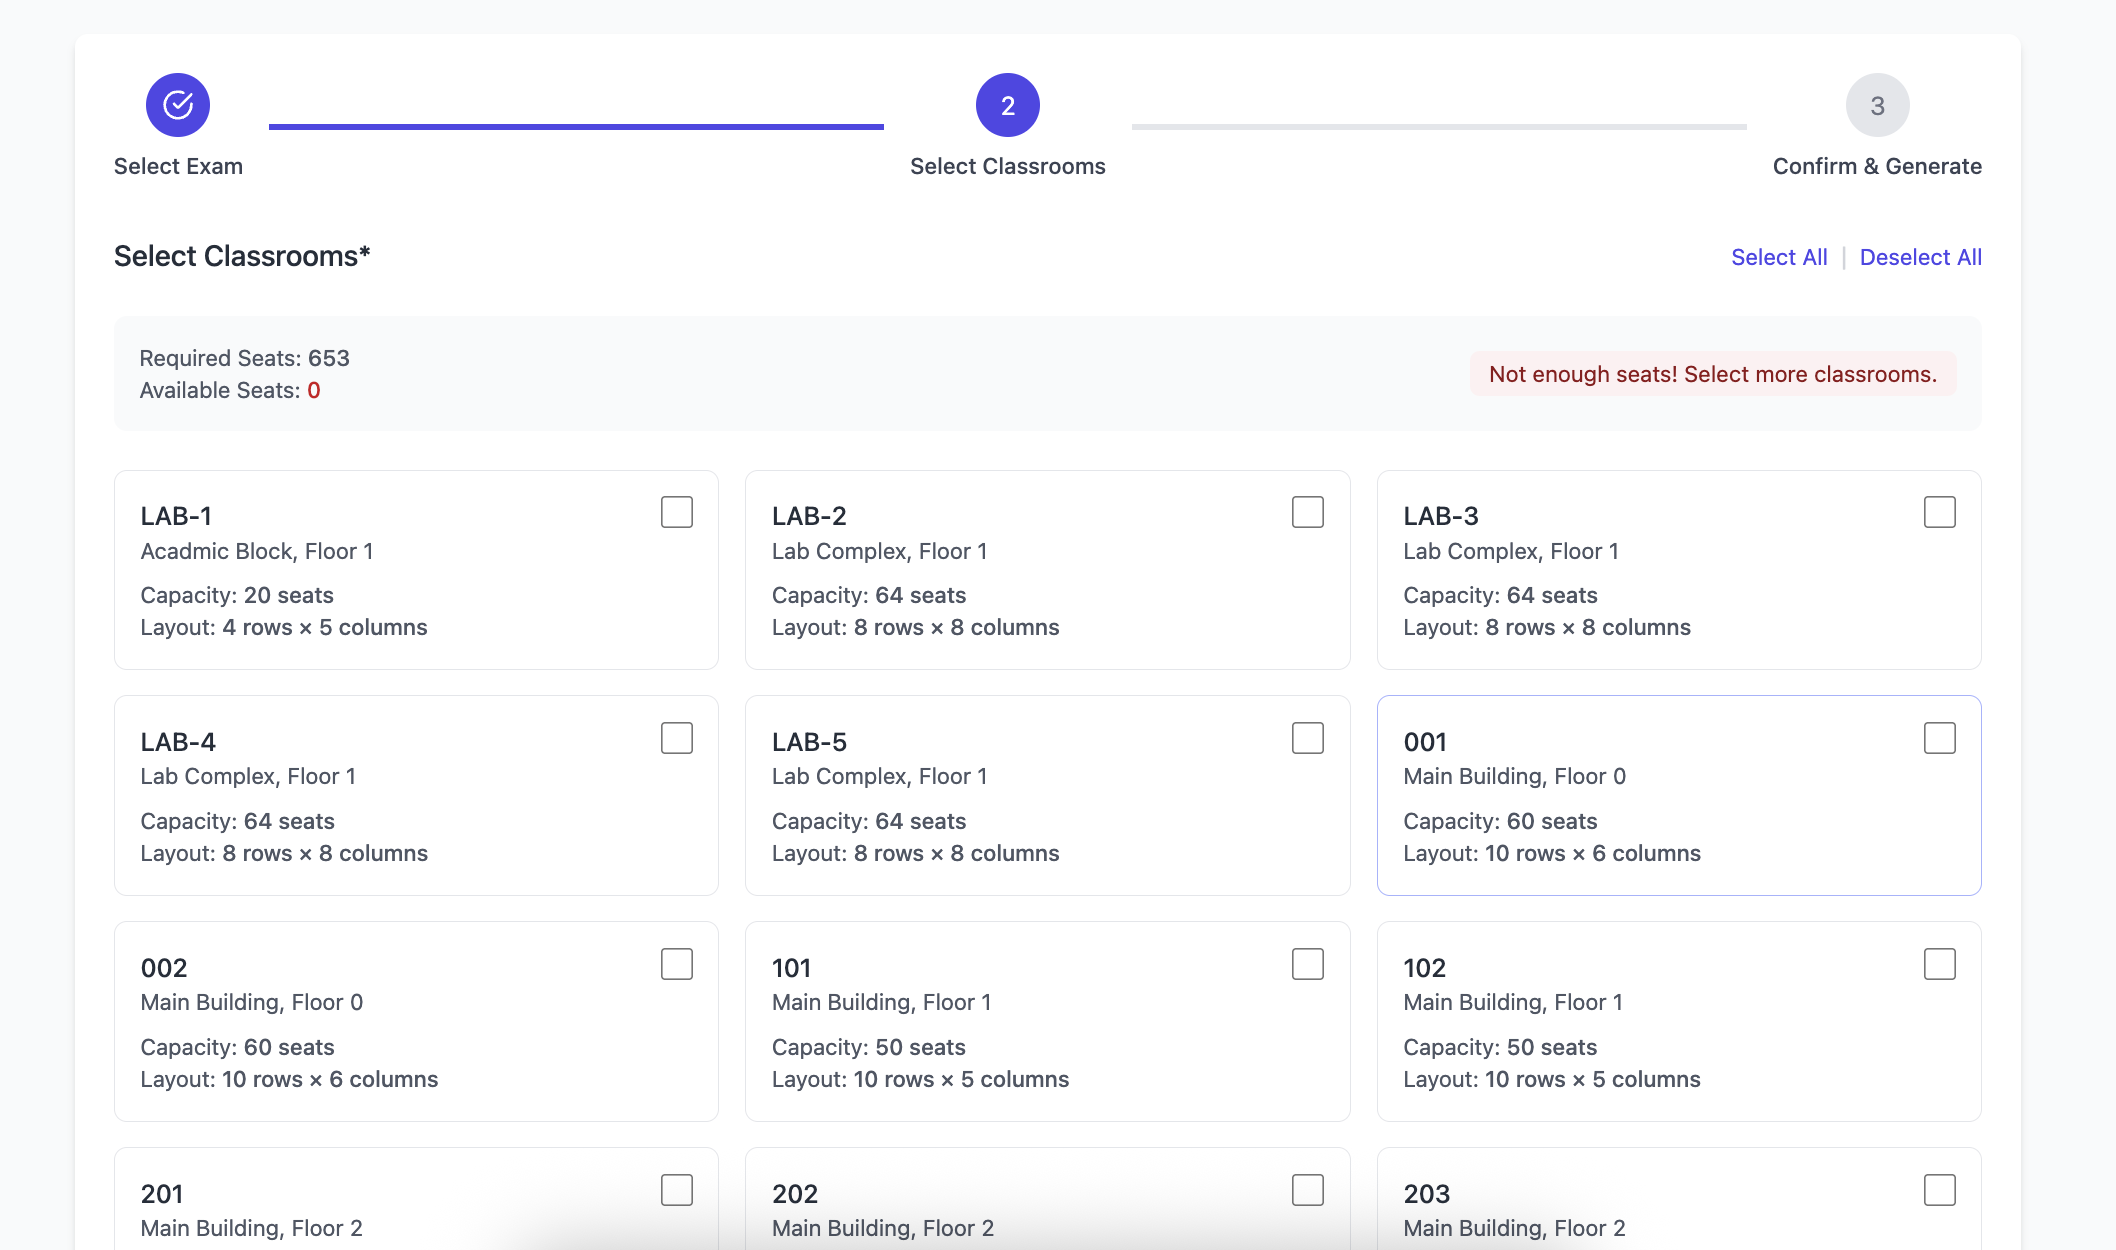 2
3
Select Exam
Select Classrooms
Confirm & Generate
Select Classrooms*
Select All | Deselect All
Required Seats: 653
Available Seats: 0
Not enough seats! Select more classrooms.
LAB-1
Acadmic Block, Floor 1
Capacity: 20 seats
Layout: 4 rows × 5 columns
LAB-2
Lab Complex, Floor 1
Capacity: 64 seats
Layout: 8 rows × 8 columns
LAB-3
Lab Complex, Floor 1
Capacity: 64 seats
Layout: 8 rows × 8 columns
LAB-4
Lab Complex, Floor 1
Capacity: 64 seats
Layout: 8 rows × 8 columns
LAB-5
Lab Complex, Floor 1
Capacity: 64 seats
Layout: 8 rows × 8 columns
001
Main Building, Floor 0
Capacity: 60 seats
Layout: 10 rows × 6 columns
002
Main Building, Floor 0
Capacity: 60 seats
Layout: 10 rows × 6 columns
101
Main Building, Floor 1
Capacity: 50 seats
Layout: 10 rows × 5 columns
102
Main Building, Floor 1
Capacity: 50 seats
Layout: 10 rows × 5 columns
201
Main Building, Floor 2
202
Main Building, Floor 2
203
Main Building, Floor 2